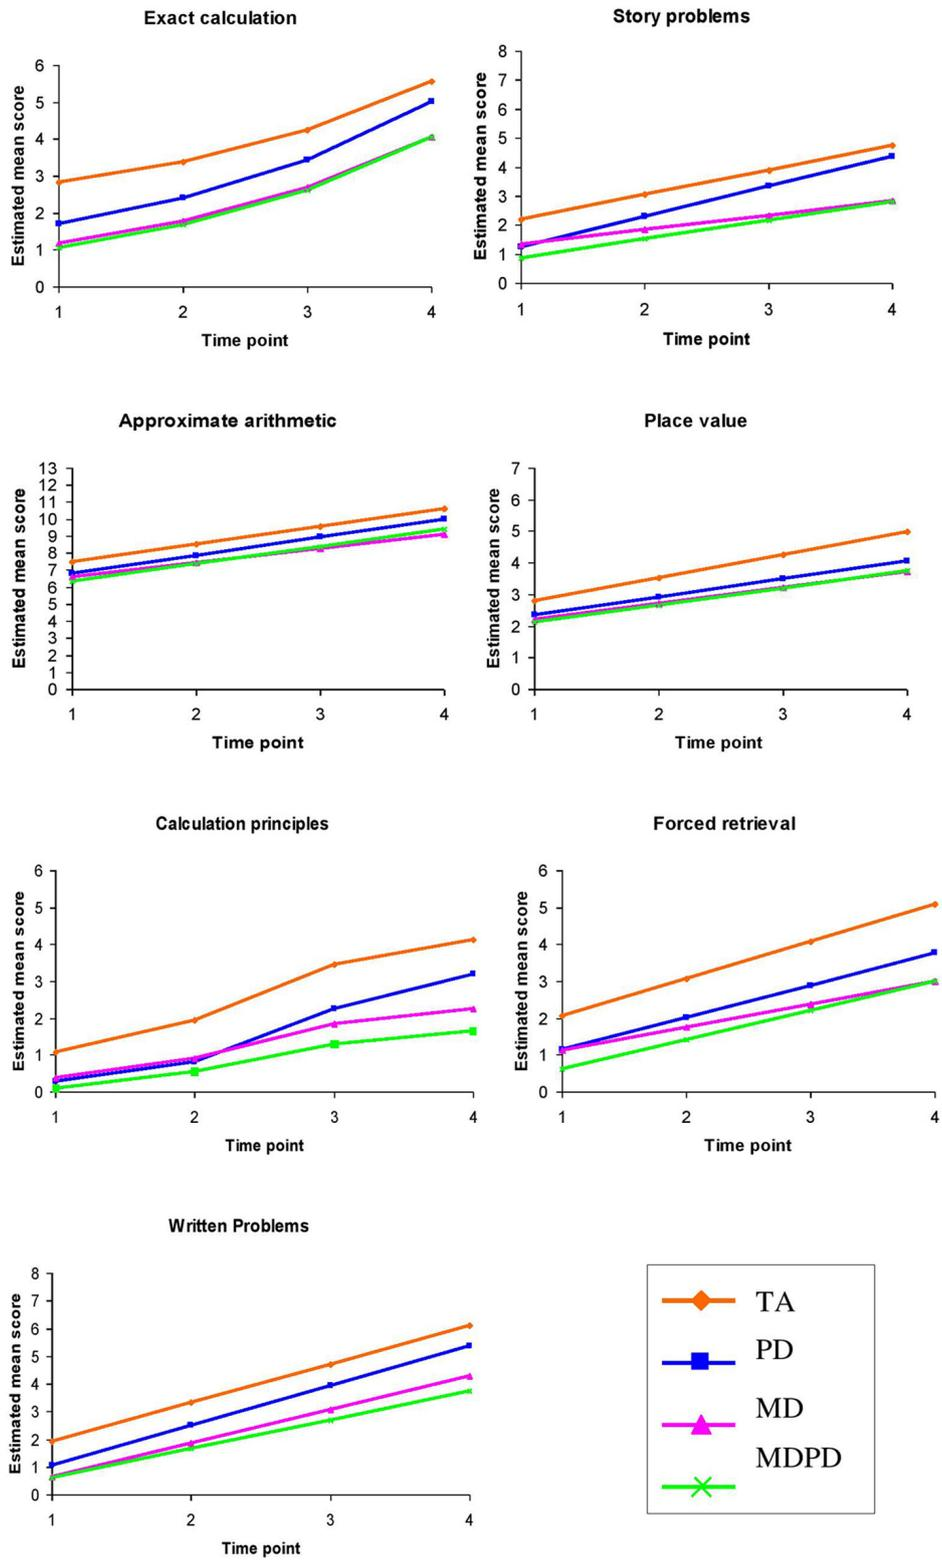 Exact calculation
Estimated mean score
6
5
4
3
2
1
0
1 2 3 4
Time point
Story problems
Estimated mean score
8
7
6
5
4
3
2
1
0
1 2 3 4
Time point
Approximate arithmetic
Estimated mean score
13
12
11
10
9
8
7
6
5
4
3
2
1
0
1 2 3 4
Time point
Place value
Estimated mean score
7
6
5
4
3
2
1
0
1 2 3 4
Time point
Calculation principles
Estimated mean score
6
5
4
3
2
1
0
1 2 3 4
Time point
Forced retrieval
Estimated mean score
6
5
4
3
2
1
0
1 2 3 4
Time point
Written Problems
Estimated mean score
8
7
6
5
4
3
2
1
0
1 2 3 4
Time point
TA
PD
MD
MDPD